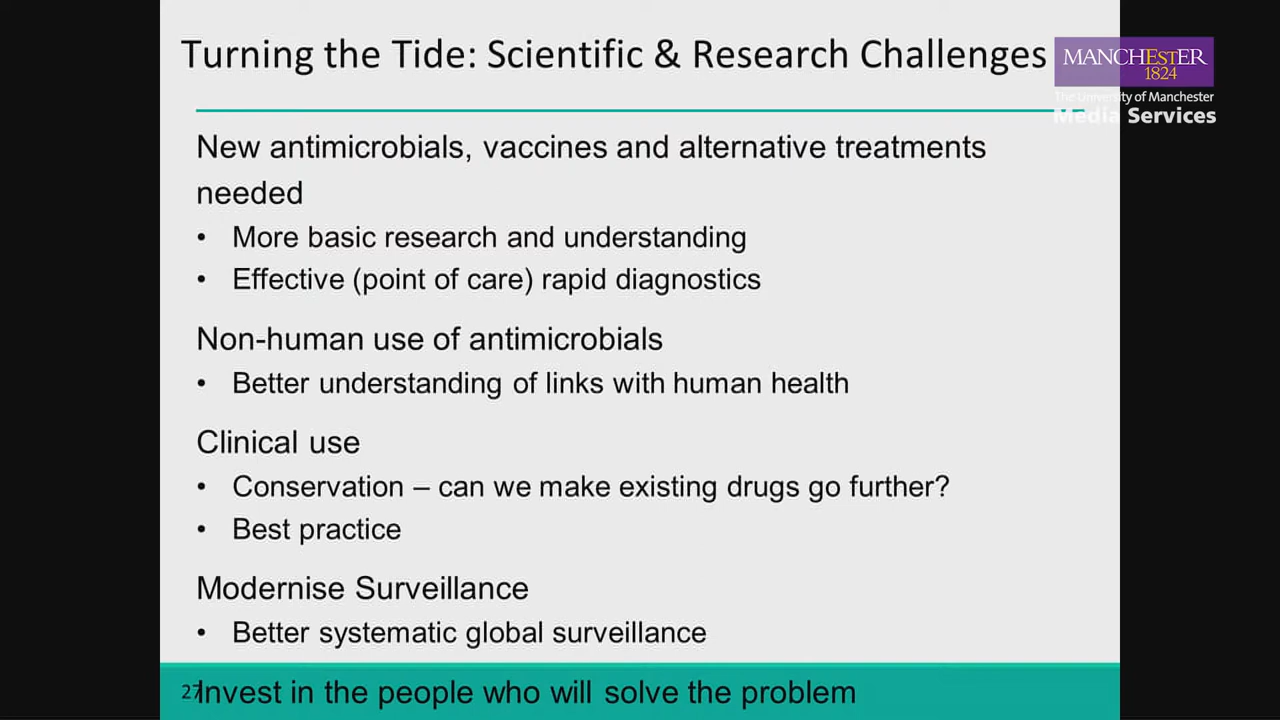 Turning the Tide: Scientific & Research Challenges
MANCHESTER
1824
The University of Manchester
Media Services
New antimicrobials, vaccines and alternative treatments
needed
• More basic research and understanding
• Effective (point of care) rapid diagnostics
Non-human use of antimicrobials
• Better understanding of links with human health
Clinical use
• Conservation – can we make existing drugs go further?
• Best practice
Modernise Surveillance
• Better systematic global surveillance
27
Invest in the people who will solve the problem